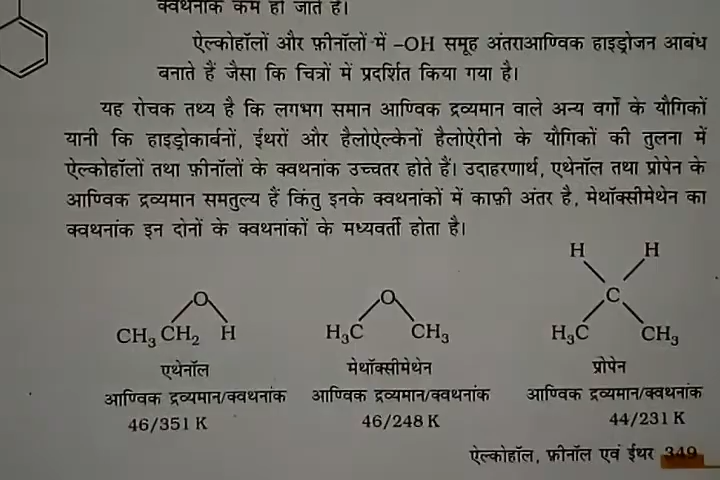 क्वथनांक कम हो जाते हैं।
ऐल्कोहॉलों और फ़ीनॉलों में –OH समूह अंतराआण्विक हाइड्रोजन आबंध
बनाते हैं जैसा कि चित्रों में प्रदर्शित किया गया है।
यह रोचक तथ्य है कि लगभग समान आण्विक द्रव्यमान वाले अन्य वर्गों के यौगिकों
यानी कि हाइड्रोकार्बनों, ईथरों और हैलोऐल्केनों हैलोऐरीनो के यौगिकों की तुलना में
ऐल्कोहॉलों तथा फ़ीनॉलों के क्वथनांक उच्चतर होते हैं। उदाहरणार्थ, एथेनॉल तथा प्रोपेन के
आण्विक द्रव्यमान समतुल्य हैं किंतु इनके क्वथनांकों में काफ़ी अंतर है, मेथॉक्सीमेथेन का
क्वथनांक इन दोनों के क्वथनांकों के मध्यवर्ती होता है।
H H
O O C
CH₃ CH₂ H H₃C CH₃ H₃C CH₃
एथेनॉल मेथॉक्सीमेथेन प्रोपेन
आण्विक द्रव्यमान/क्वथनांक आण्विक द्रव्यमान/क्वथनांक आण्विक द्रव्यमान/क्वथनांक
46/351 K 46/248 K 44/231 K
ऐल्कोहॉल, फ़ीनॉल एवं ईथर 349